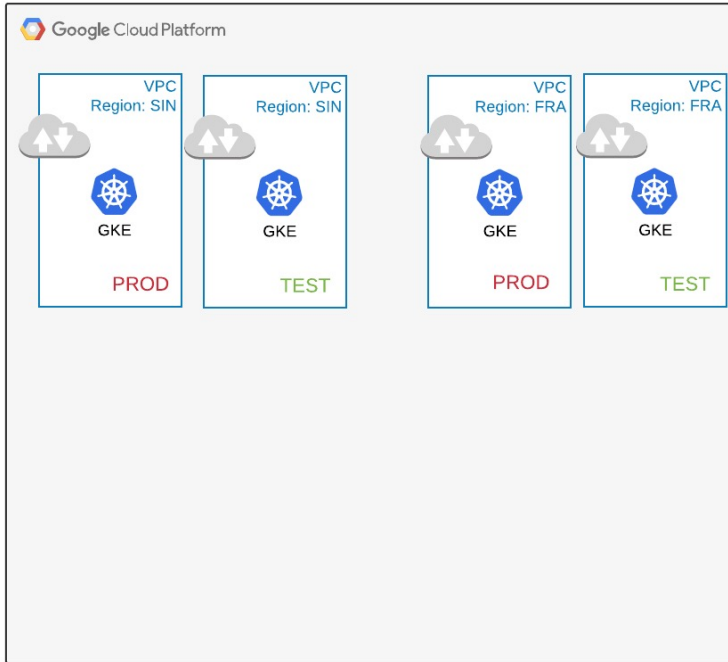 Google Cloud Platform
VPC
Region: SIN
GKE
PROD
VPC
Region: SIN
GKE
TEST
VPC
Region: FRA
GKE
PROD
VPC
Region: FRA
GKE
TEST